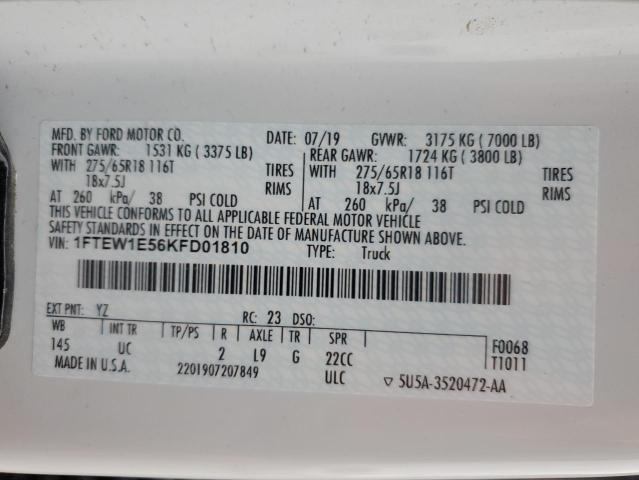 MFD. BY FORD MOTOR CO. DATE: 07/19 GVWR: 3175 KG ( 7000 LB)
FRONT GAWR: 1531 KG ( 3375 LB) REAR GAWR: 1724 KG ( 3800 LB)
WITH 275/65R18 116T TIRES WITH 275/65R18 116T TIRES
18x7.5J RIMS 18x7.5J RIMS
AT 260 kPa/ 38 PSI COLD AT 260 kPa/ 38 PSI COLD
THIS VEHICLE CONFORMS TO ALL APPLICABLE FEDERAL MOTOR VEHICLE
SAFETY STANDARDS IN EFFECT ON THE DATE OF MANUFACTURE SHOWN ABOVE.
VIN: 1FTEW1E56KFD01810 TYPE: Truck
EXT PNT: YZ RC: 23 DSO:
WB INT TR TP/PS R AXLE TR SPR F0068
145 UC 2 L9 G 22CC T1011
MADE IN U.S.A. 2201907207849 ULC ▽ 5U5A-3520472-AA